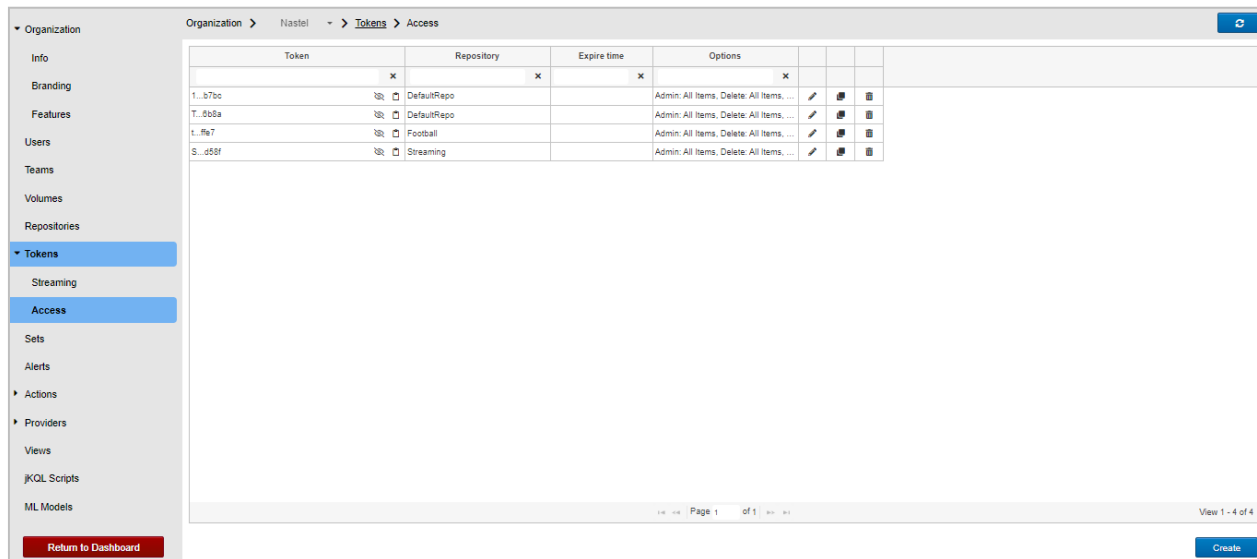 Organization
Info
Branding
Features
Users
Teams
Volumes
Repositories
Tokens
Streaming
Access
Sets
Alerts
Actions
Providers
Views
jKQL Scripts
ML Models
Return to Dashboard
Organization > Nastel > Tokens > Access
Token Repository Expire time Options
x x x x
1...b7bc DefaultRepo Admin: All Items, Delete: All Items, ...
T...6b8a DefaultRepo Admin: All Items, Delete: All Items, ...
t...ffe7 Football Admin: All Items, Delete: All Items, ...
S...d58f Streaming Admin: All Items, Delete: All Items, ...
Page 1 of 1
View 1 - 4 of 4
Create